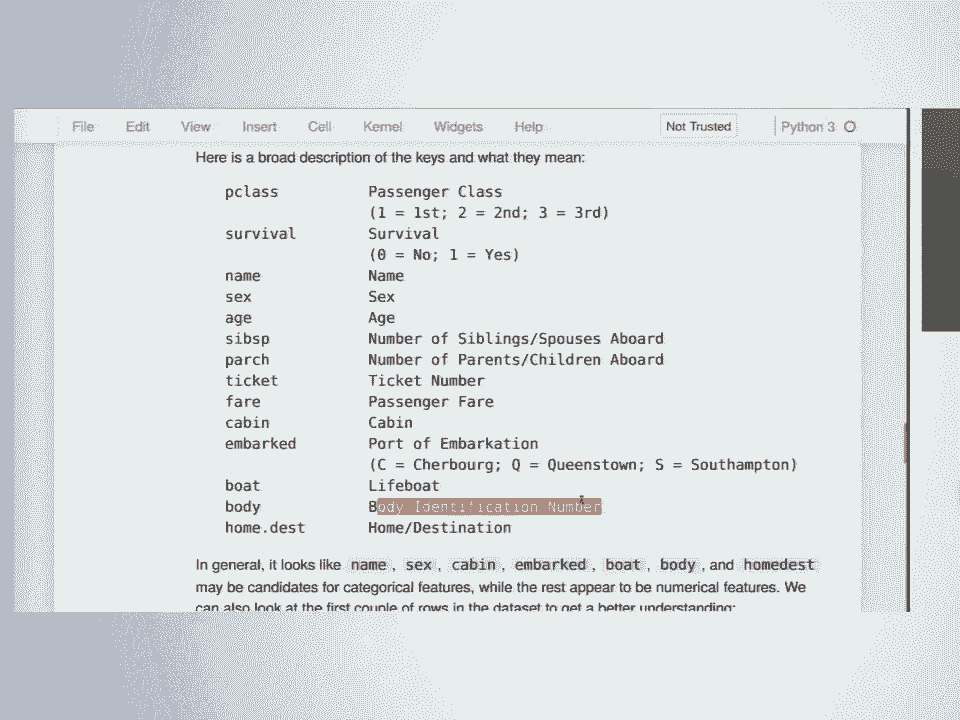 File Edit View Insert Cell Kernel Widgets Help Not Trusted Python 3
Here is a broad description of the keys and what they mean:
pclass Passenger Class
(1 = 1st; 2 = 2nd; 3 = 3rd)
survival Survival
(0 = No; 1 = Yes)
name Name
sex Sex
age Age
sibsp Number of Siblings/Spouses Aboard
parch Number of Parents/Children Aboard
ticket Ticket Number
fare Passenger Fare
cabin Cabin
embarked Port of Embarkation
(C = Cherbourg; Q = Queenstown; S = Southampton)
boat Lifeboat
body Body Identification Number
home.dest Home/Destination
In general, it looks like name, sex, cabin, embarked, boat, body, and homedest
may be candidates for categorical features, while the rest appear to be numerical features. We
can also look at the first couple of rows in the dataset to get a better understanding: